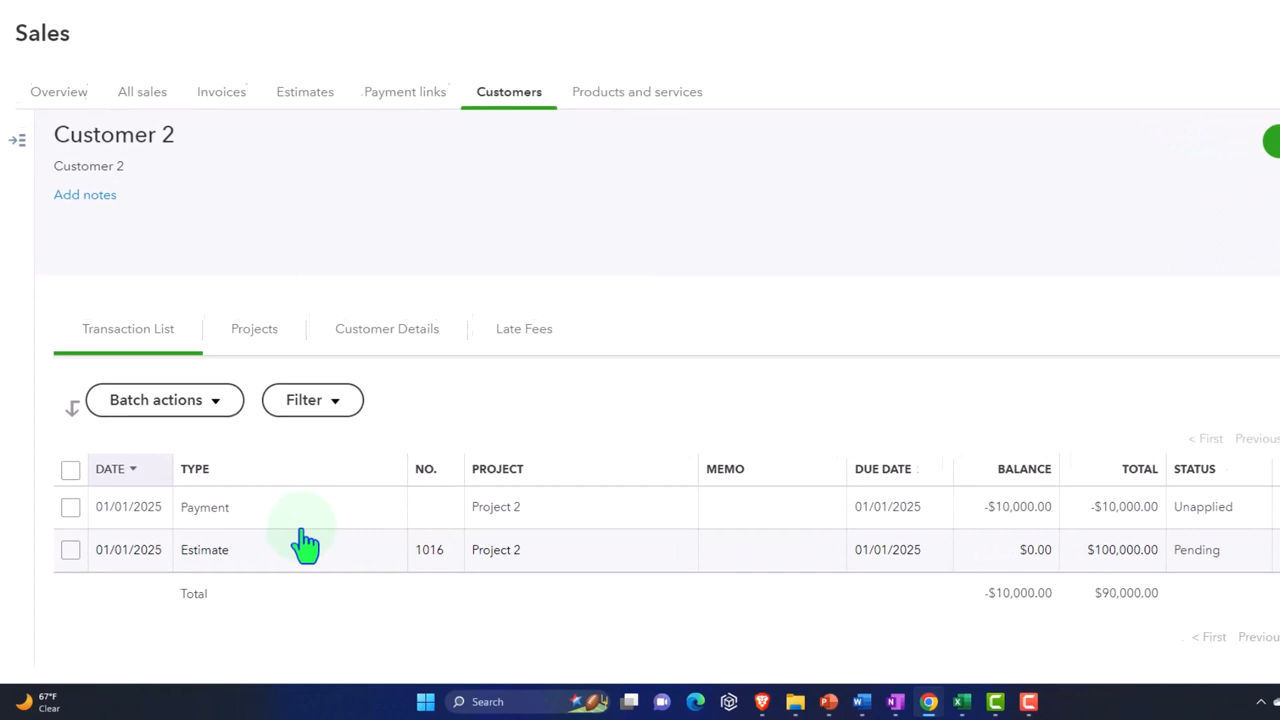 Sales
Overview All sales Invoices Estimates Payment links Customers Products and services
Customer 2
Customer 2
Add notes
Transaction List Projects Customer Details Late Fees
Batch actions Filter
< First Previous
DATE TYPE NO. PROJECT MEMO DUE DATE BALANCE TOTAL STATUS
01/01/2025 Payment Project 2 01/01/2025 -$10,000.00 -$10,000.00 Unapplied
01/01/2025 Estimate 1016 Project 2 01/01/2025 $0.00 $100,000.00 Pending
Total -$10,000.00 $90,000.00
< First Previou
67°F
Clear
Search